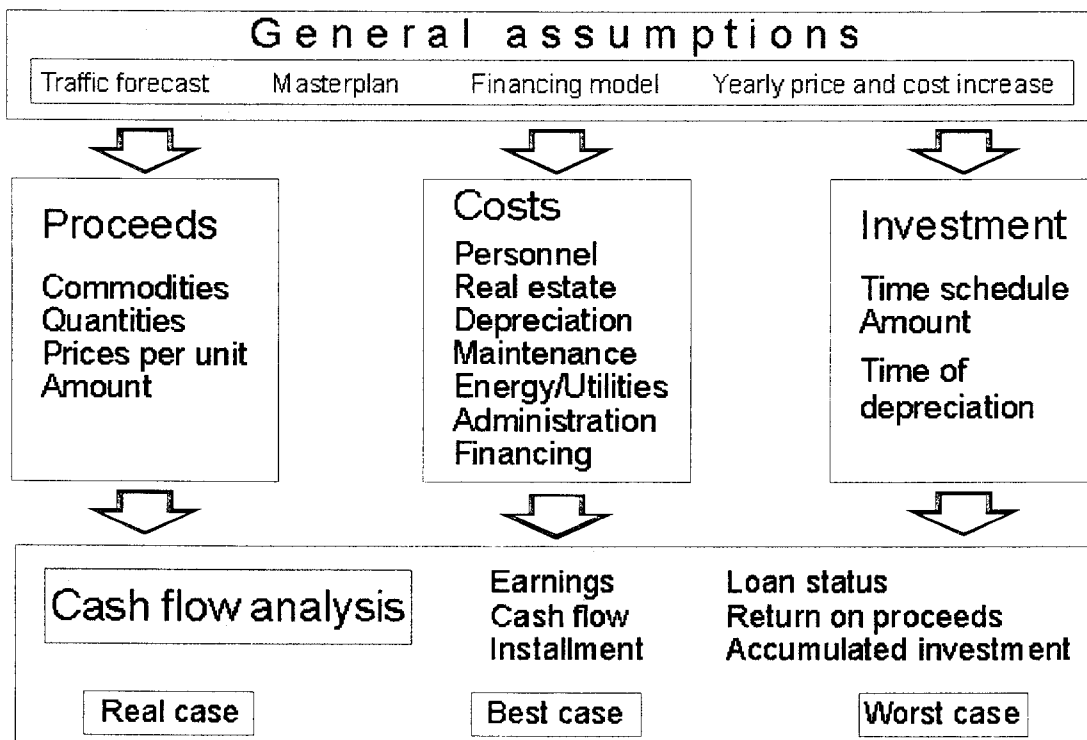 General assumptions
Traffic forecast Masterplan Financing model Yearly price and cost increase
Proceeds
Commodities
Quantities
Prices per unit
Amount
Costs
Personnel
Real estate
Depreciation
Maintenance
Energy/Utilities
Administration
Financing
Investment
Time schedule
Amount
Time of
depreciation
Cash flow analysis
Earnings
Cash flow
Installment
Loan status
Return on proceeds
Accumulated investment
Real case
Best case
Worst case